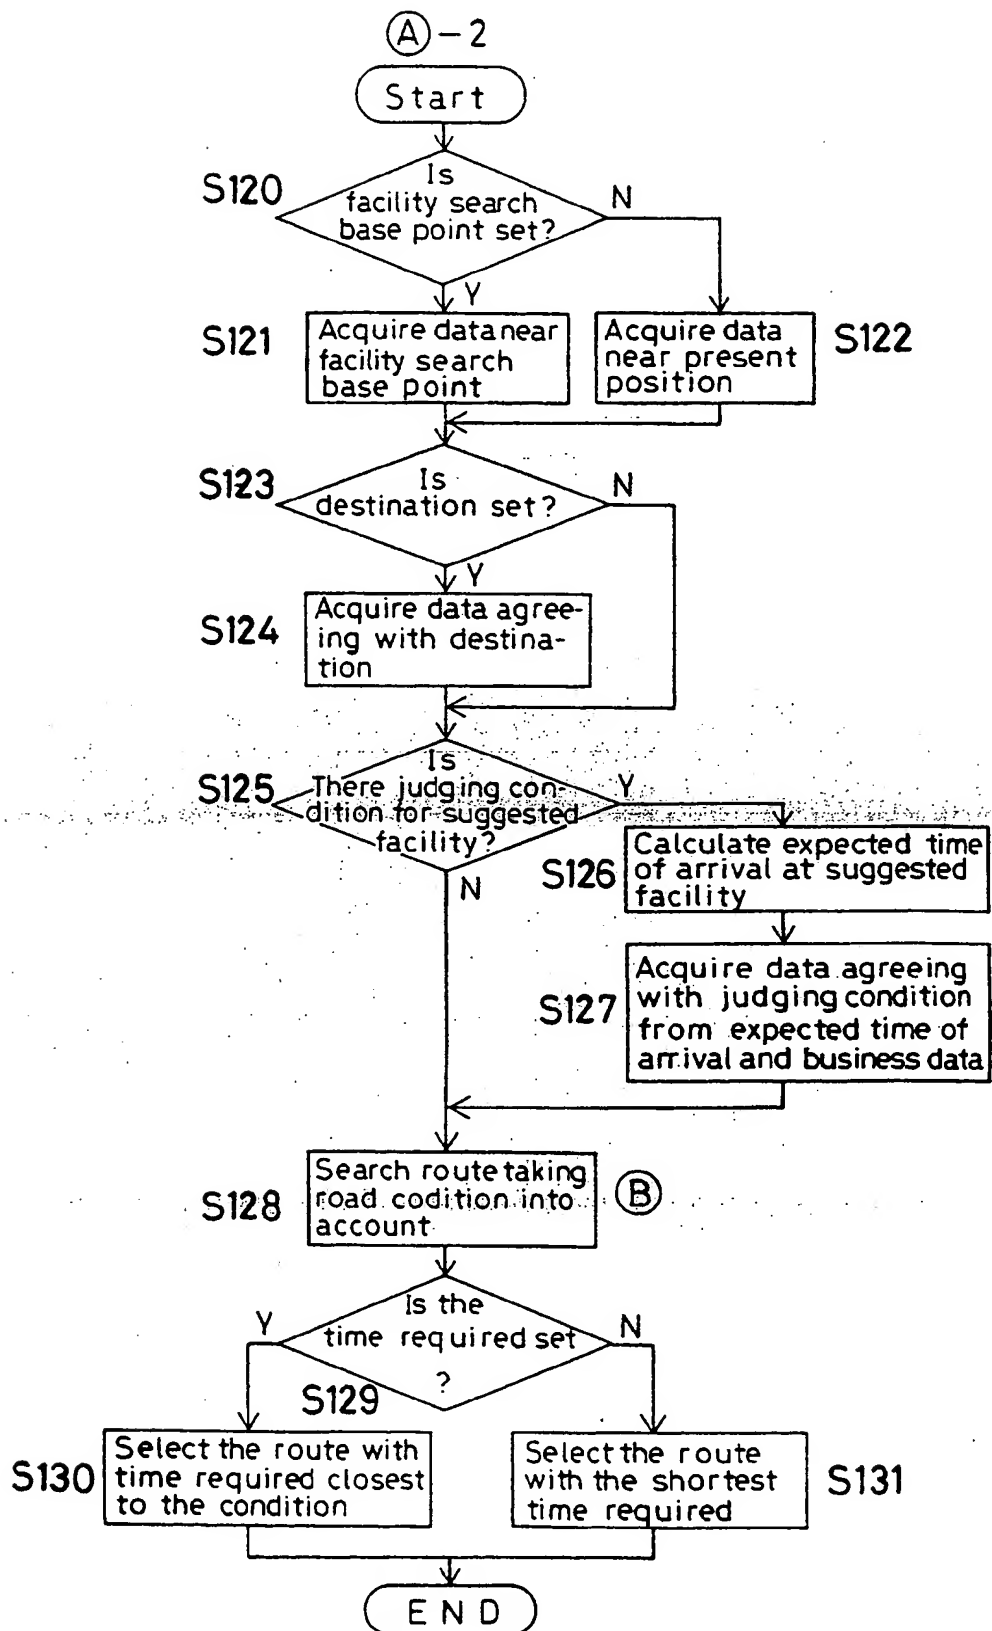 Ⓐ-2
Start
S120
Is
facility search
base point set?
N
Y
S121
Acquire data near
facility search
base point
Acquire data
near present
position
S122
S123
Is
destination set?
N
Y
S124
Acquire data agree-
ing with destina-
tion
S125
Is
There judging con-
dition for suggested
facility?
Y
N
S126
Calculate expected time
of arrival at suggested
facility
S127
Acquire data agreeing
with judging condition
from expected time of
arrival and business data
S128
Search route taking
road codition into
account
Ⓑ
Is the
time required set
?
Y
N
S129
S130
Select the route with
time required closest
to the condition
Select the route
with the shortest
time required
S131
END